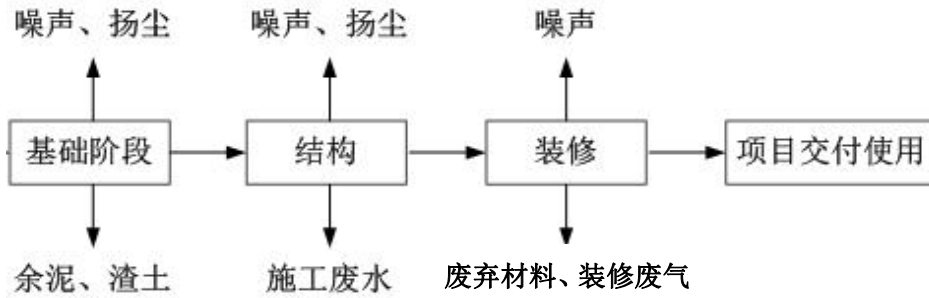 噪声、扬尘
噪声、扬尘
噪声
基础阶段
结构
装修
项目交付使用
余泥、渣土
施工废水
废弃材料、装修废气